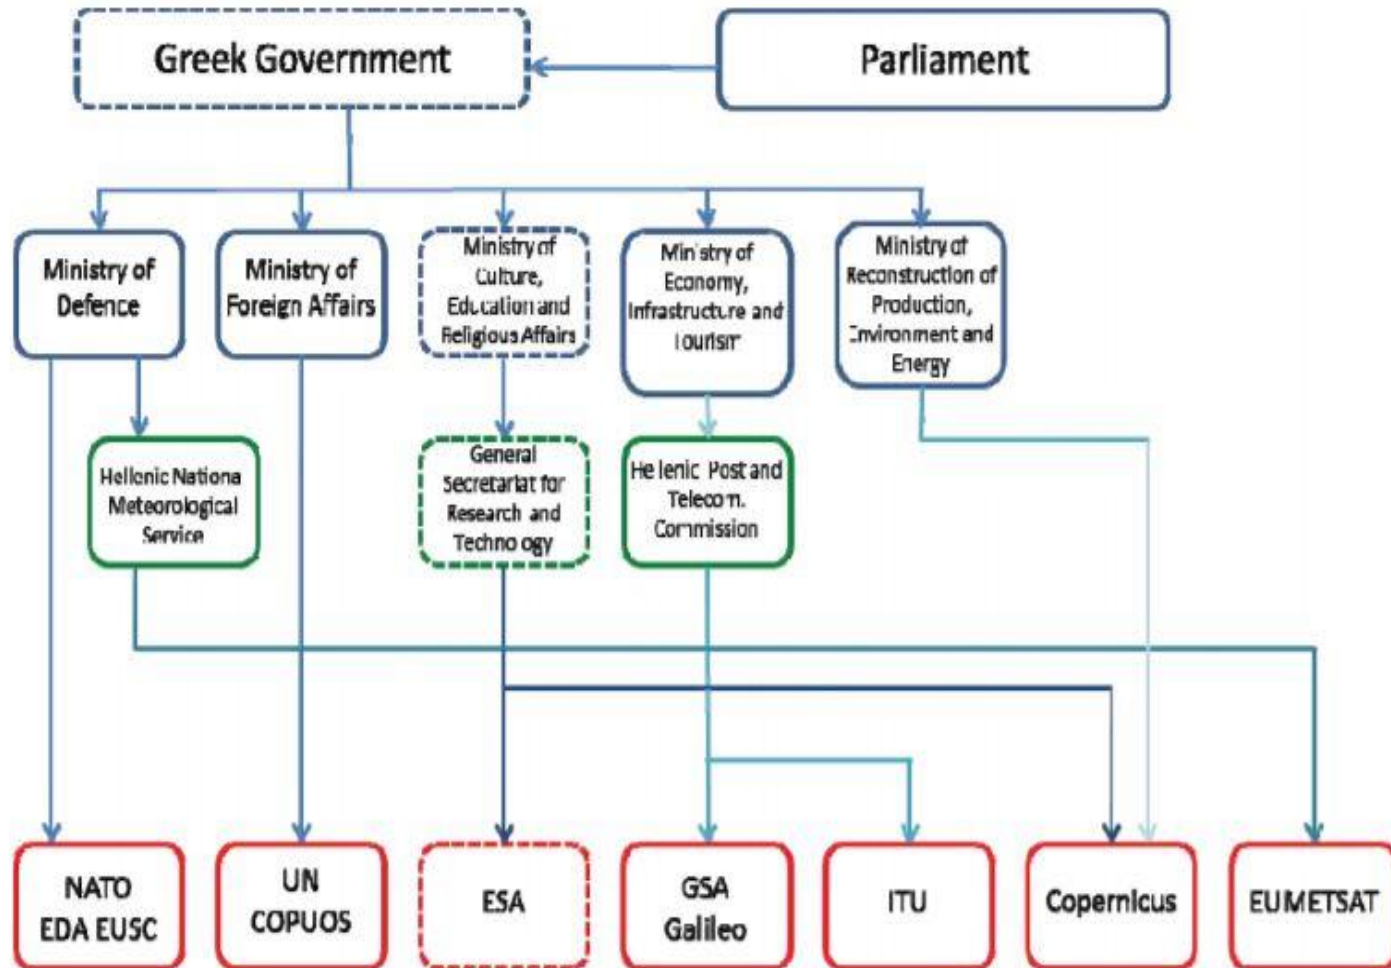 Greek Government
Parliament
Ministry of
Defence
Ministry of
Foreign Affairs
Ministry of
Culture,
Education and
Religious Affairs
Ministry of
Economy,
Infrastructure and
Tourism
Ministry of
Reconstruction of
Production,
Environment and
Energy
Hellenic Nationa
Meteorological
Service
General
Secretariat for
Research and
Technology
Hellenic Post and
Telecom.
Commission
NATO
EDA EUSC
UN
COPUOS
ESA
GSA
Galileo
ITU
Copernicus
EUMETSAT